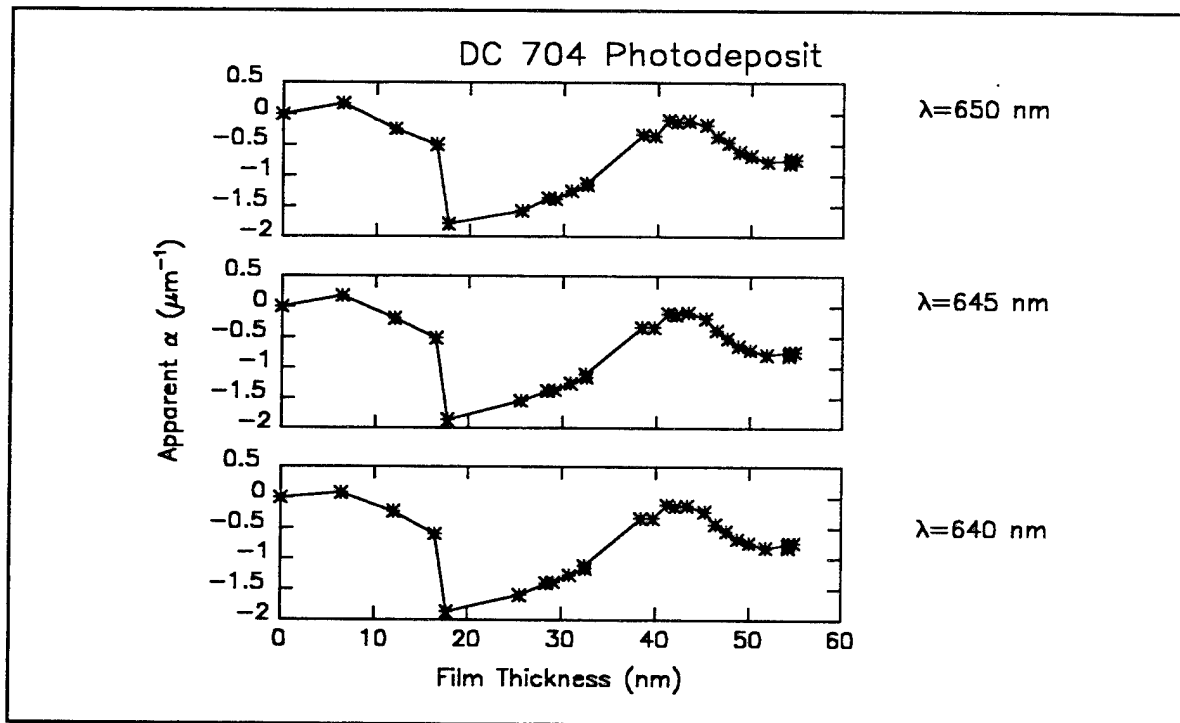 DC 704 Photodeposit
0.5
0
-0.5
-1
-1.5
-2
λ=650 nm
0.5
0
-0.5
-1
-1.5
-2
λ=645 nm
Apparent α (μm⁻¹)
0.5
0
-0.5
-1
-1.5
-2
λ=640 nm
0 10 20 30 40 50 60
Film Thickness (nm)